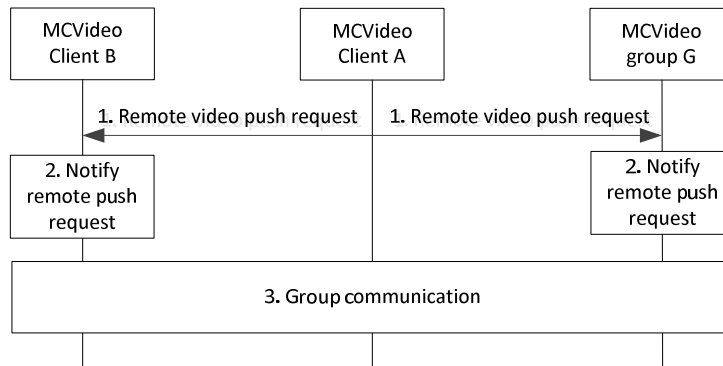 MCVideo
Client B
MCVideo
Client A
MCVideo
group G
1. Remote video push request
1. Remote video push request
2. Notify
remote push
request
2. Notify
remote push
request
3. Group communication